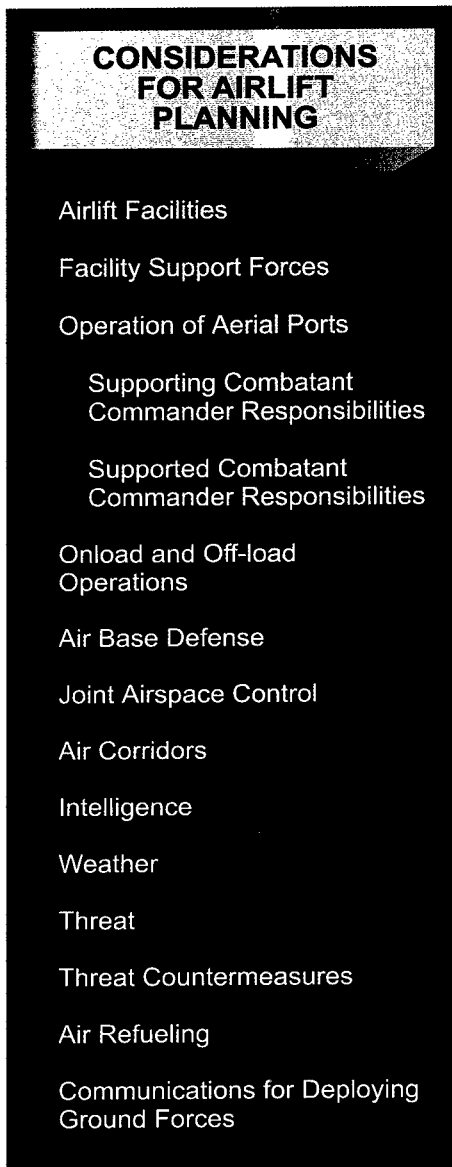 CONSIDERATIONS
FOR AIRLIFT
PLANNING
Airlift Facilities
Facility Support Forces
Operation of Aerial Ports
Supporting Combatant
Commander Responsibilities
Supported Combatant
Commander Responsibilities
Onload and Off-load
Operations
Air Base Defense
Joint Airspace Control
Air Corridors
Intelligence
Weather
Threat
Threat Countermeasures
Air Refueling
Communications for Deploying
Ground Forces